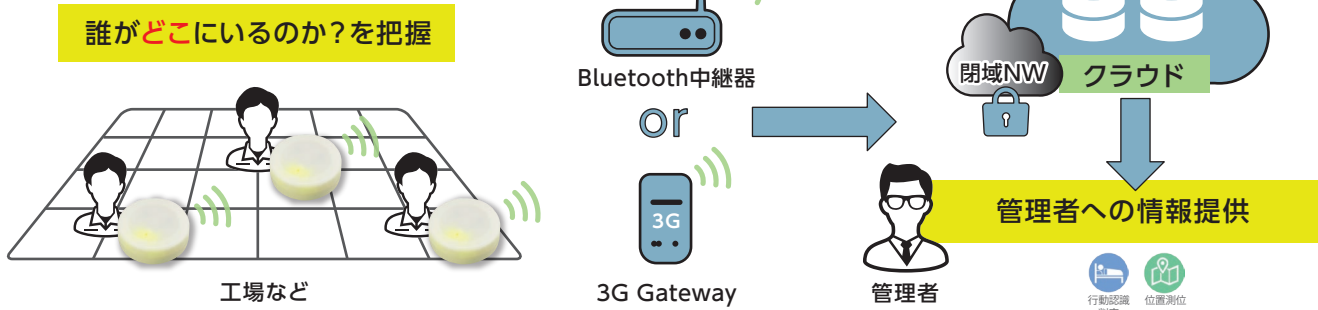 誰がどこにいるのか?を把握
工場など
Bluetooth中継器
or
3G
3G Gateway
閉域NW
クラウド
管理者への情報提供
管理者
行動認識
位置測位